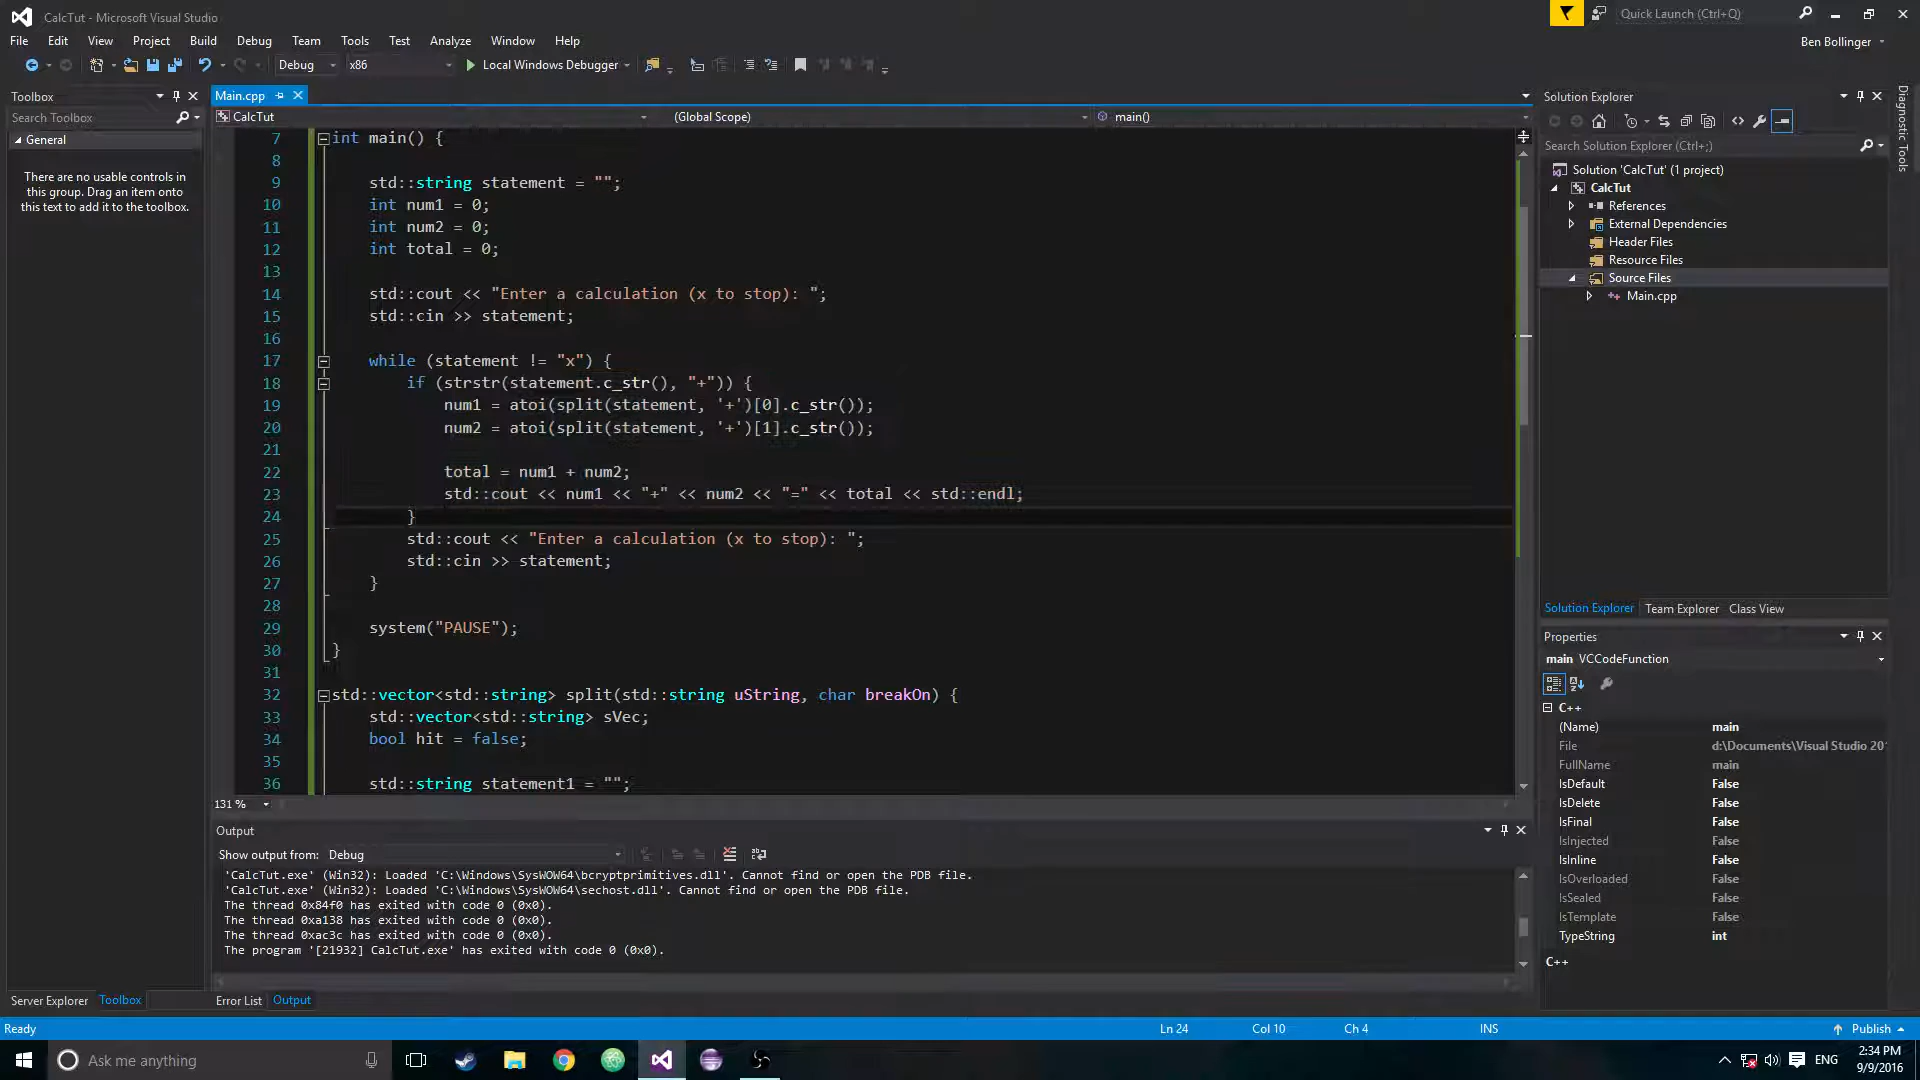 CalcTut - Microsoft Visual Studio
Quick Launch (Ctrl+Q)
File Edit View Project Build Debug Team Tools Test Analyze Window Help
Ben Bollinger
Debug x86 Local Windows Debugger
Toolbox
Search Toolbox
General
There are no usable controls in
this group. Drag an item onto
this text to add it to the toolbox.
Main.cpp
CalcTut (Global Scope) main()
7 int main() {
8
9 std::string statement = "";
10 int num1 = 0;
11 int num2 = 0;
12 int total = 0;
13
14 std::cout << "Enter a calculation (x to stop): ";
15 std::cin >> statement;
16
17 while (statement != "x") {
18 if (strstr(statement.c_str(), "+")) {
19 num1 = atoi(split(statement, '+')[0].c_str());
20 num2 = atoi(split(statement, '+')[1].c_str());
21
22 total = num1 + num2;
23 std::cout << num1 << "+" << num2 << "=" << total << std::endl;
24 }
25 std::cout << "Enter a calculation (x to stop): ";
26 std::cin >> statement;
27 }
28
29 system("PAUSE");
30 }
31
32 std::vector<std::string> split(std::string uString, char breakOn) {
33 std::vector<std::string> sVec;
34 bool hit = false;
35
36 std::string statement1 = "";
131 %
Output
Show output from: Debug
'CalcTut.exe' (Win32): Loaded 'C:\Windows\SysWOW64\bcryptprimitives.dll'. Cannot find or open the PDB file.
'CalcTut.exe' (Win32): Loaded 'C:\Windows\SysWOW64\sechost.dll'. Cannot find or open the PDB file.
The thread 0x84f0 has exited with code 0 (0x0).
The thread 0xa138 has exited with code 0 (0x0).
The thread 0xac3c has exited with code 0 (0x0).
The program '[21932] CalcTut.exe' has exited with code 0 (0x0).
Server Explorer Toolbox
Error List Output
Solution Explorer
Search Solution Explorer (Ctrl+;)
Solution 'CalcTut' (1 project)
CalcTut
References
External Dependencies
Header Files
Resource Files
Source Files
Main.cpp
Solution Explorer Team Explorer Class View
Properties
main VCCodeFunction
C++
(Name) main
File d:\Documents\Visual Studio 20
FullName main
IsDefault False
IsDelete False
IsFinal False
IsInjected False
IsInline False
IsOverloaded False
IsSealed False
IsTemplate False
TypeString int
C++
Diagnostic Tools
Ready Ln 24 Col 10 Ch 4 INS Publish
Ask me anything
ENG
2:34 PM
9/9/2016